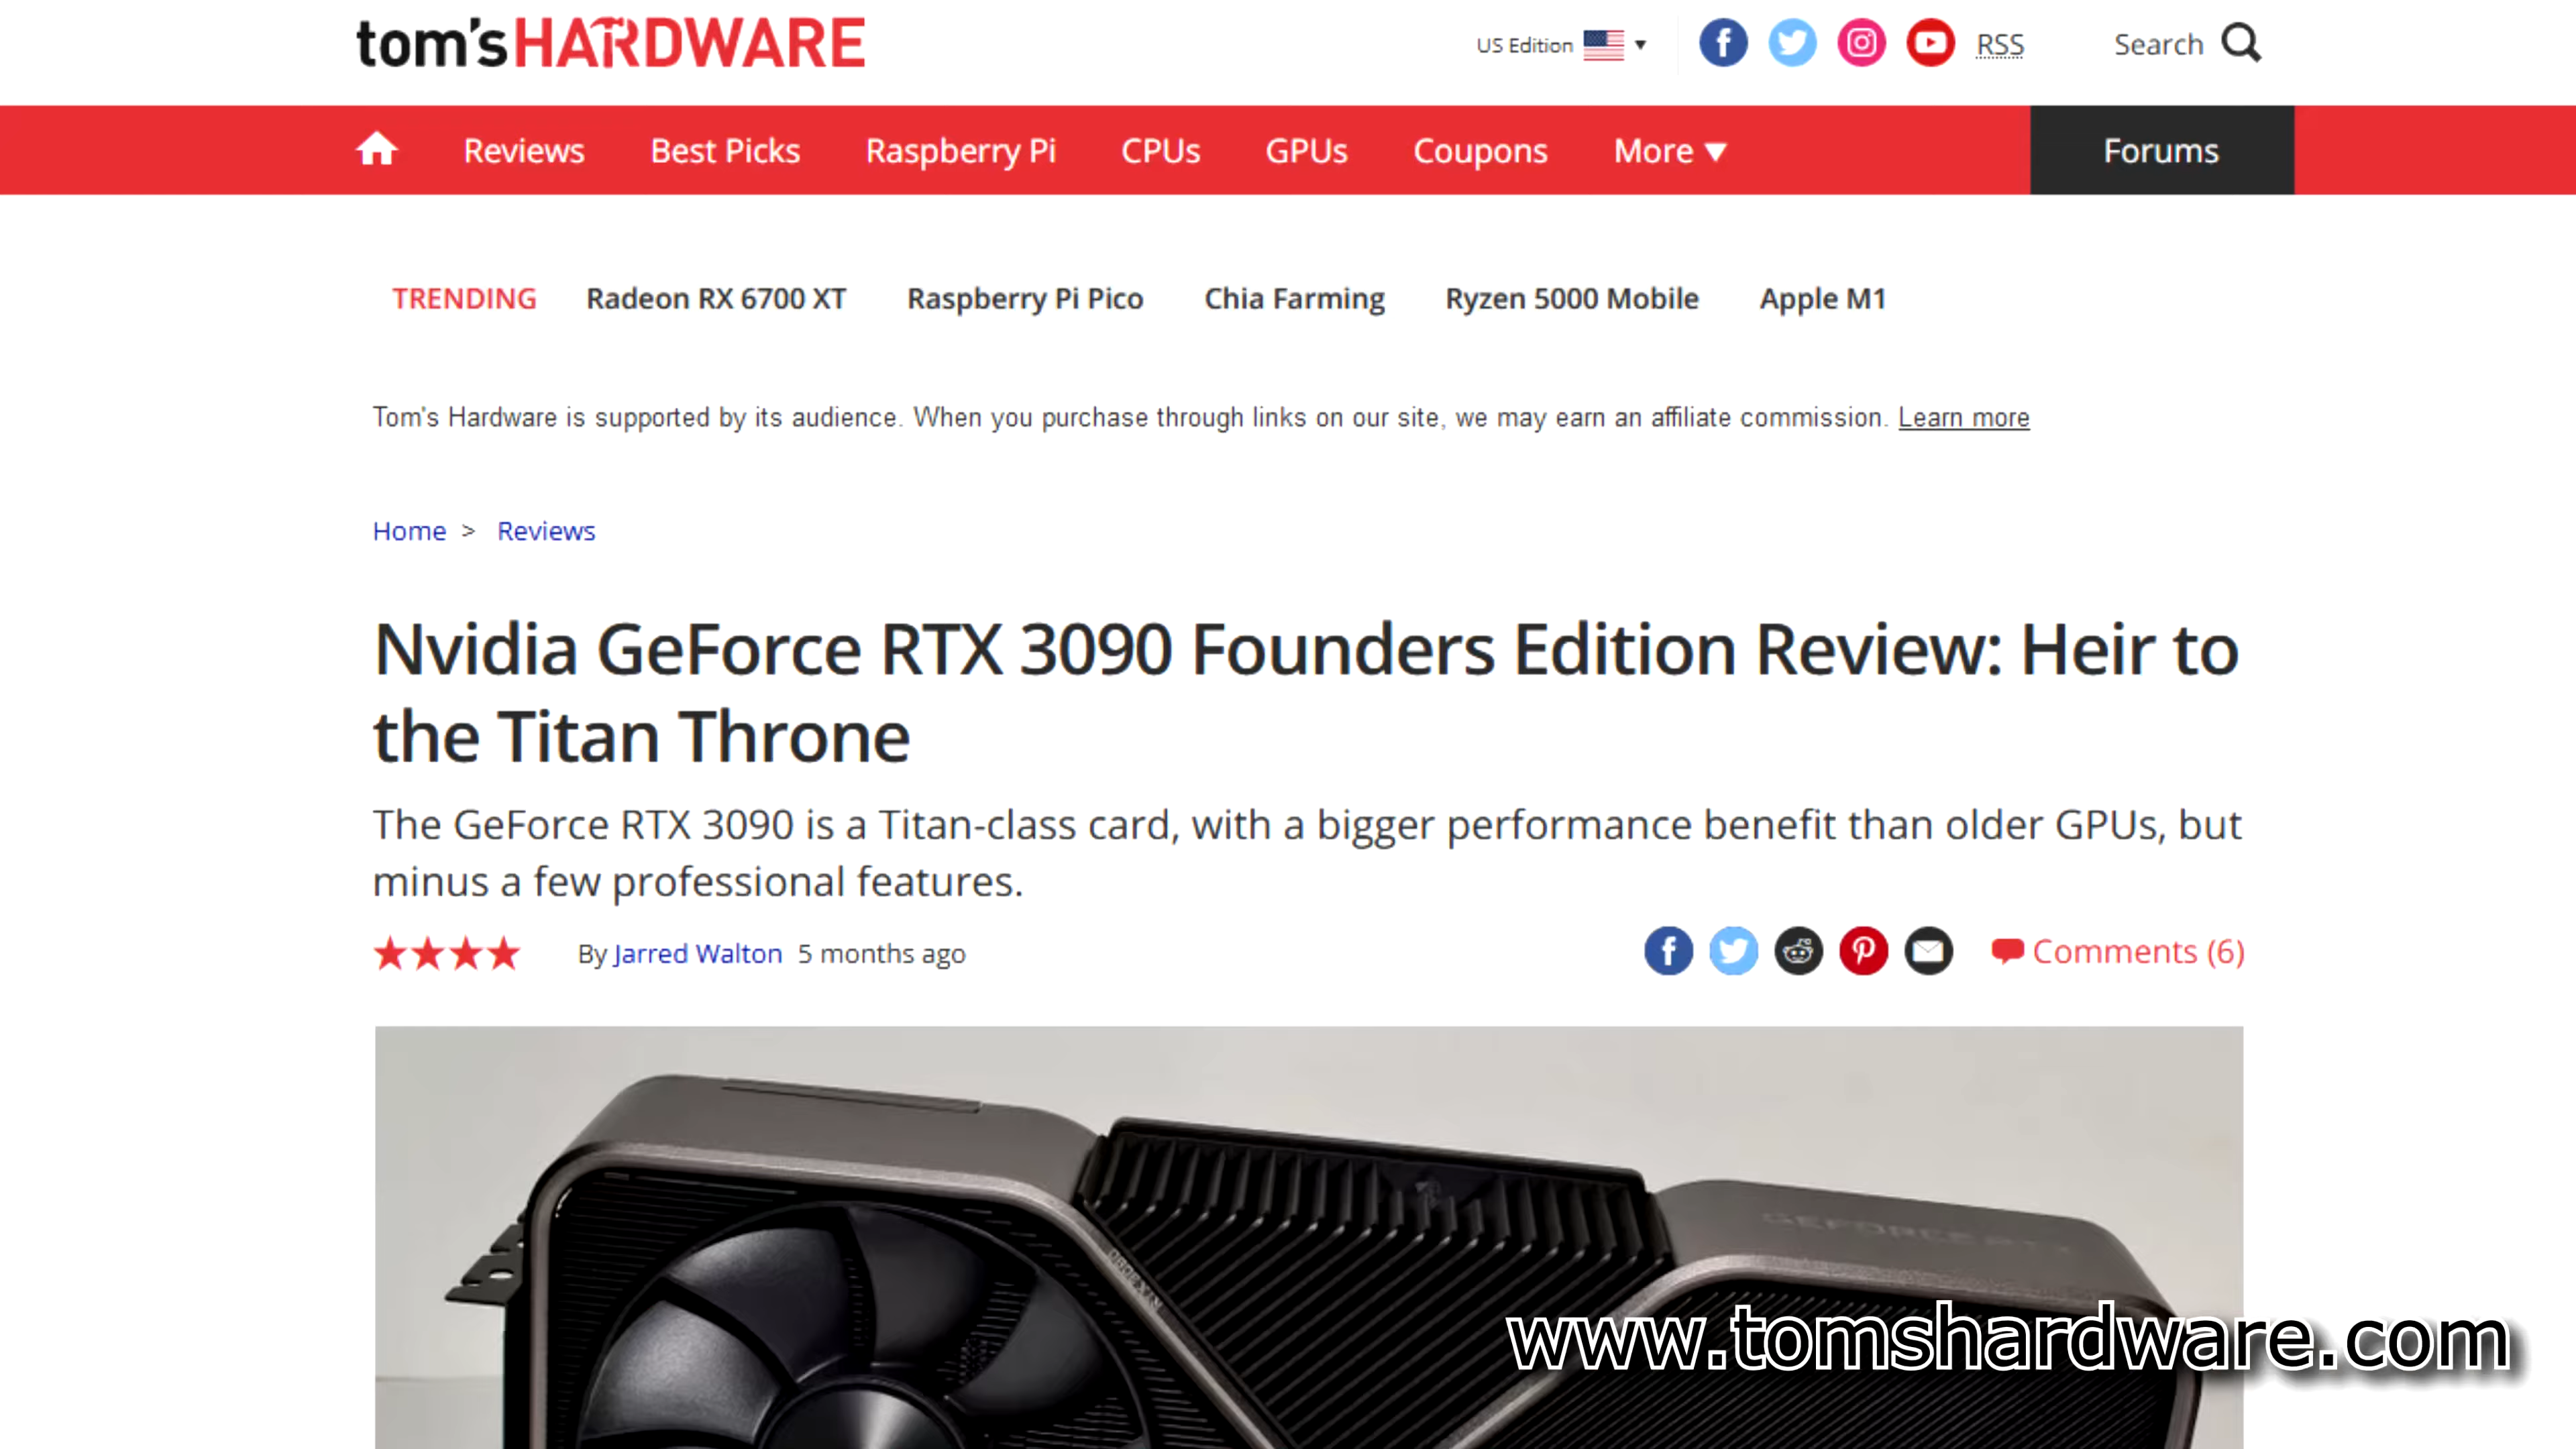 tom'sHARDWARE
US Edition
RSS
Search
Reviews Best Picks Raspberry Pi CPUs GPUs Coupons More Forums
TRENDING Radeon RX 6700 XT Raspberry Pi Pico Chia Farming Ryzen 5000 Mobile Apple M1
Tom's Hardware is supported by its audience. When you purchase through links on our site, we may earn an affiliate commission. Learn more
Home > Reviews
Nvidia GeForce RTX 3090 Founders Edition Review: Heir to
the Titan Throne
The GeForce RTX 3090 is a Titan-class card, with a bigger performance benefit than older GPUs, but
minus a few professional features.
By Jarred Walton 5 months ago
Comments (6)
GEFORCE RTX
www.tomshardware.com